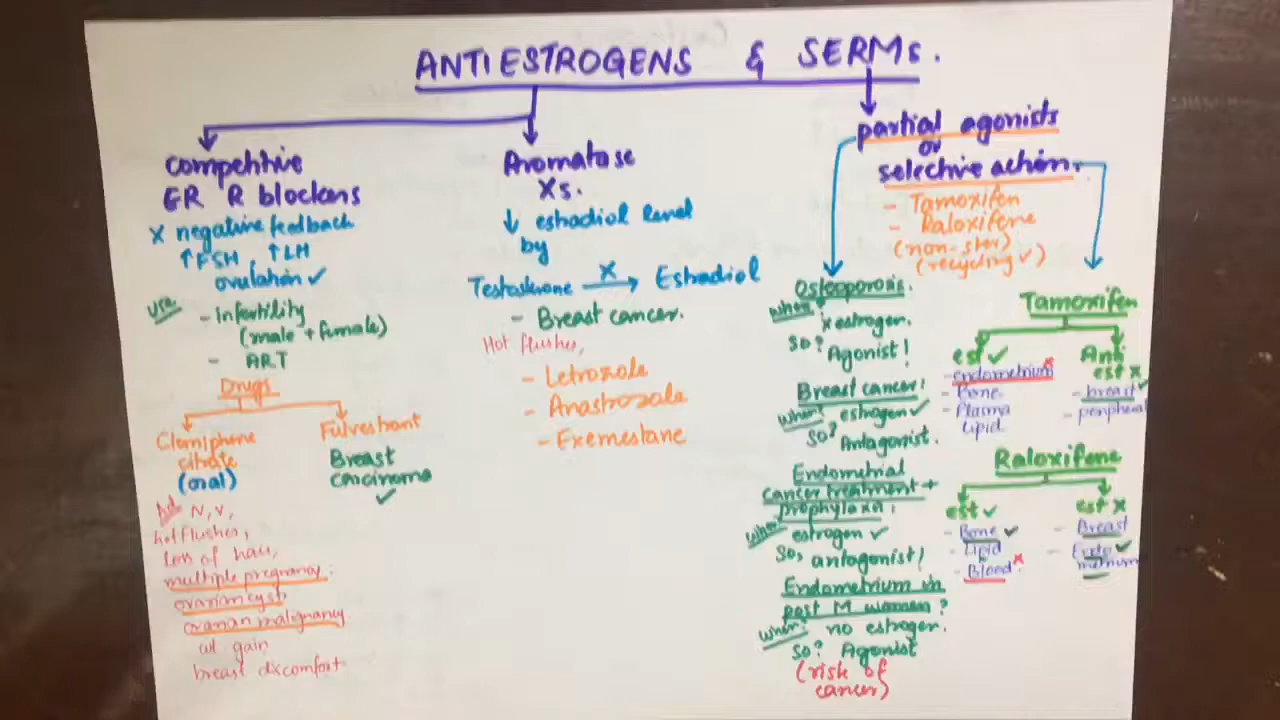 ANTIESTROGENS & SERMs.
Competitive
ER R blockers
X negative feedback
↑FSH, ↑LH
ovulation ✓
use
- Infertility
(male + female)
- ART
Drugs
Clomiphene
citrate
(oral)
Ad N, V,
hot flushes,
Loss of hair,
multiple pregnancy.
ovarian cyst
ovarian malignancy
wt gain
breast discomfort
Fulvestrant
Breast
carcinoma
✓
Aromatase
Xs.
↓ estradiol level
by
Testosterone X→ Estradiol
- Breast cancer.
Hot flushes,
- Letrozole
- Anastrozole
- Exemestane
partial agonists
or
selective action.
- Tamoxifen
- Raloxifene
(non-ster)
(recycling ✓)
Osteoporosis.
when?
x estrogen.
so? Agonist!
Breast cancer:
when? estrogen ✓
so? Antagonist.
Endometrial
cancer treatment +
prophylaxis:
when? estrogen ✓
so, antagonist!
Endometrium in
post M women?
when? no estrogen.
so? Agonist
(risk of
cancer)
Tamoxifen
est ✓
- endometrium x
- Bone
- Plasma
Lipid
Anti
est x
- breast ✓
- peripheral
Raloxifene
est ✓
- Bone ✓
- Lipid
- Blood x
est x
- Breast
- Endo ✓
metrium